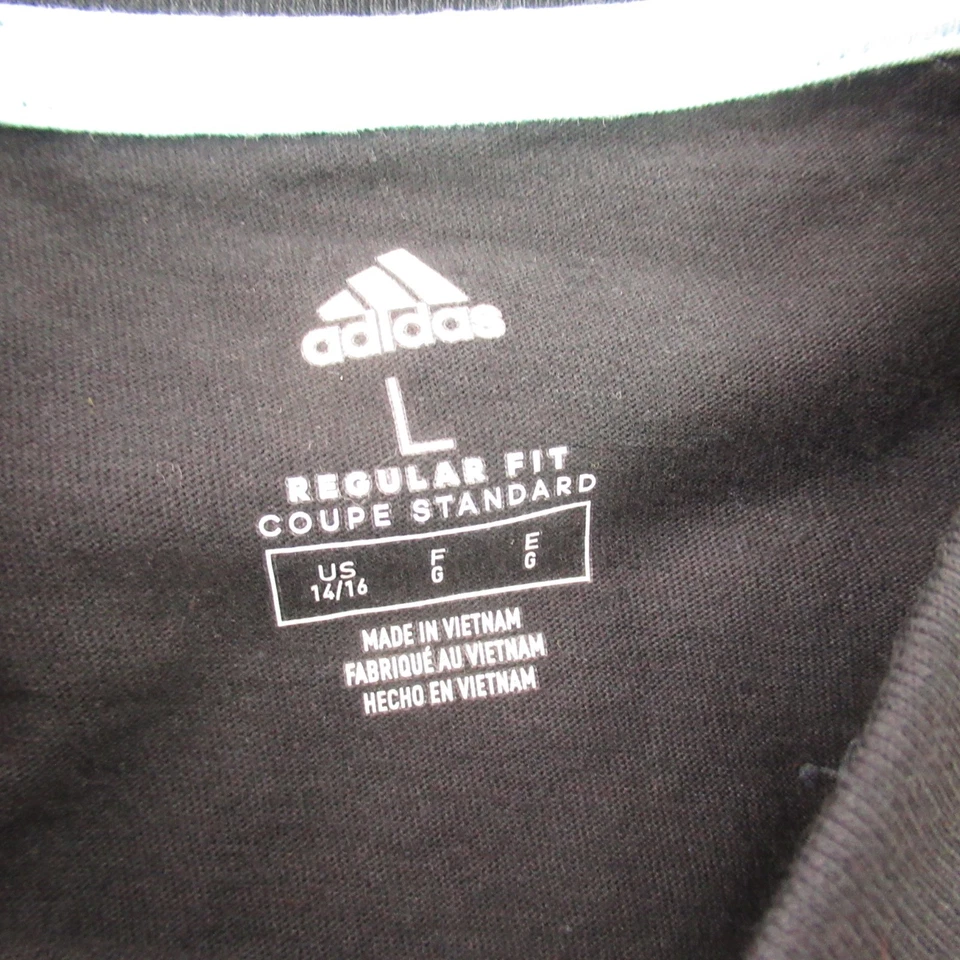 adidas
L
REGULAR FIT
COUPE STANDARD
US F E
14/16 G G
MADE IN VIETNAM
FABRIQUÉ AU VIETNAM
HECHO EN VIETNAM